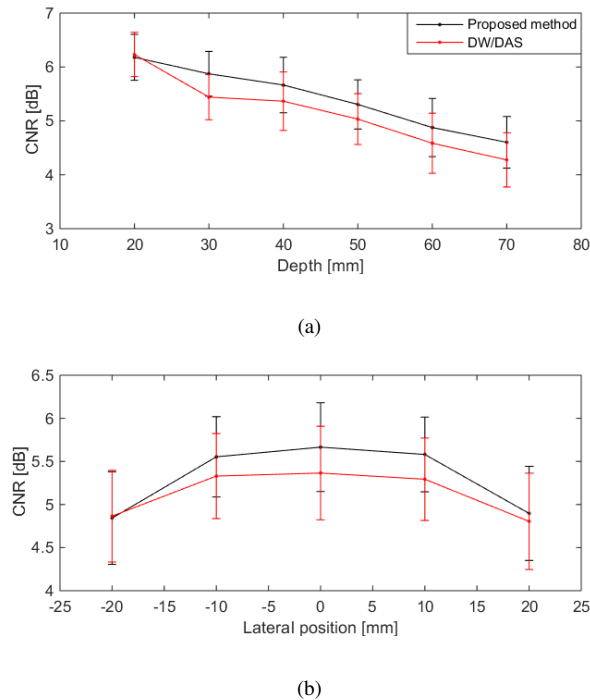 7
6
5
4
3
CNR [dB]
Proposed method
DW/DAS
10 20 30 40 50 60 70 80
Depth [mm]
(a)
6.5
6
5.5
5
4.5
4
CNR [dB]
-25 -20 -15 -10 -5 0 5 10 15 20 25
Lateral position [mm]
(b)